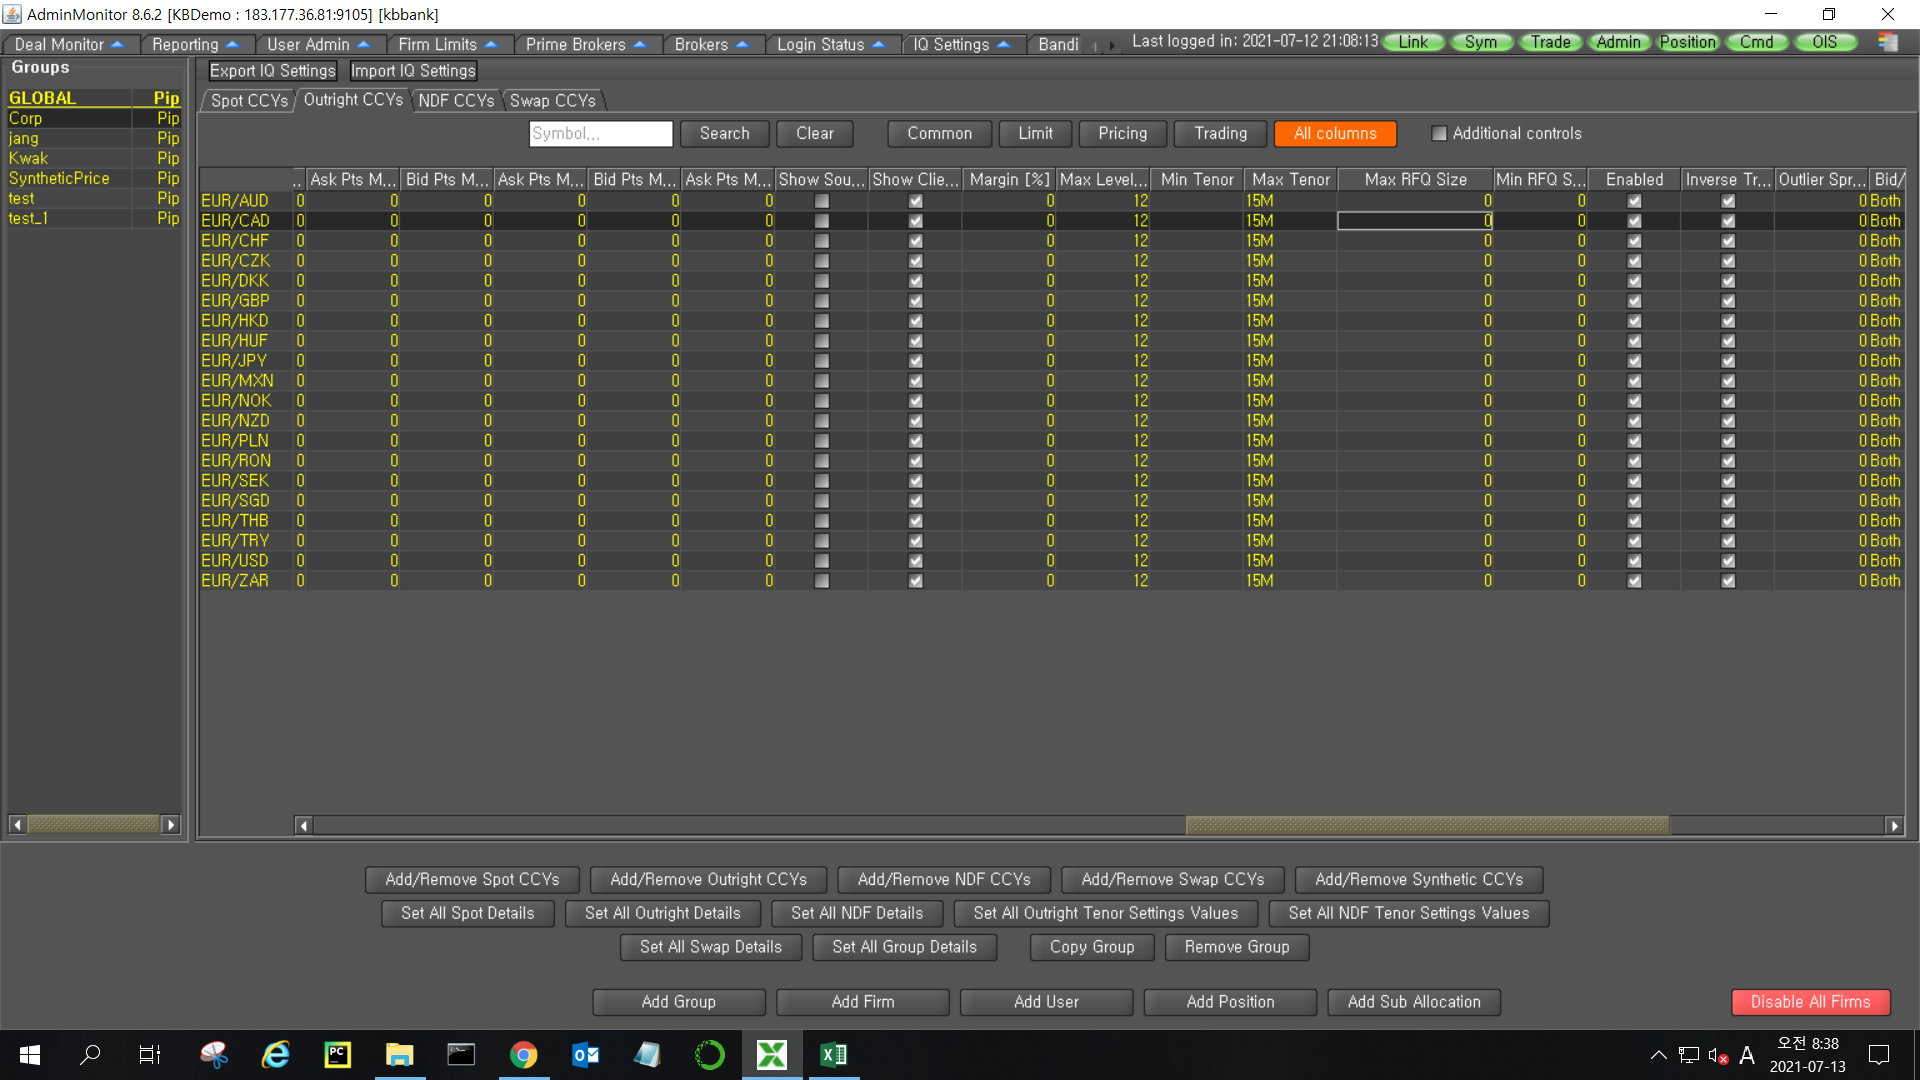 AdminMonitor 8.6.2 [KBDemo : 183.177.36.81:9105] [kbbank]
Deal Monitor Reporting User Admin Firm Limits Prime Brokers Brokers Login Status IQ Settings Bandi Last logged in: 2021-07-12 21:08:13 Link Sym Trade Admin Position Cmd OIS
Groups
GLOBAL Pip
Corp Pip
jang Pip
Kwak Pip
SyntheticPrice Pip
test Pip
test_1 Pip
Export IQ Settings Import IQ Settings
Spot CCYs Outright CCYs NDF CCYs Swap CCYs
Symbol... Search Clear Common Limit Pricing Trading All columns Additional controls
.. Ask Pts M... Bid Pts M... Ask Pts M... Bid Pts M... Ask Pts M... Show Sou... Show Clie... Margin [%] Max Level... Min Tenor Max Tenor Max RFQ Size Min RFQ S... Enabled Inverse Tr... Outlier Spr... Bid/
EUR/AUD 0 0 0 0 0 0 0 12 15M 0 0 0 Both
EUR/CAD 0 0 0 0 0 0 0 12 15M 0 0 0 Both
EUR/CHF 0 0 0 0 0 0 0 12 15M 0 0 0 Both
EUR/CZK 0 0 0 0 0 0 0 12 15M 0 0 0 Both
EUR/DKK 0 0 0 0 0 0 0 12 15M 0 0 0 Both
EUR/GBP 0 0 0 0 0 0 0 12 15M 0 0 0 Both
EUR/HKD 0 0 0 0 0 0 0 12 15M 0 0 0 Both
EUR/HUF 0 0 0 0 0 0 0 12 15M 0 0 0 Both
EUR/JPY 0 0 0 0 0 0 0 12 15M 0 0 0 Both
EUR/MXN 0 0 0 0 0 0 0 12 15M 0 0 0 Both
EUR/NOK 0 0 0 0 0 0 0 12 15M 0 0 0 Both
EUR/NZD 0 0 0 0 0 0 0 12 15M 0 0 0 Both
EUR/PLN 0 0 0 0 0 0 0 12 15M 0 0 0 Both
EUR/RON 0 0 0 0 0 0 0 12 15M 0 0 0 Both
EUR/SEK 0 0 0 0 0 0 0 12 15M 0 0 0 Both
EUR/SGD 0 0 0 0 0 0 0 12 15M 0 0 0 Both
EUR/THB 0 0 0 0 0 0 0 12 15M 0 0 0 Both
EUR/TRY 0 0 0 0 0 0 0 12 15M 0 0 0 Both
EUR/USD 0 0 0 0 0 0 0 12 15M 0 0 0 Both
EUR/ZAR 0 0 0 0 0 0 0 12 15M 0 0 0 Both
Add/Remove Spot CCYs Add/Remove Outright CCYs Add/Remove NDF CCYs Add/Remove Swap CCYs Add/Remove Synthetic CCYs
Set All Spot Details Set All Outright Details Set All NDF Details Set All Outright Tenor Settings Values Set All NDF Tenor Settings Values
Set All Swap Details Set All Group Details Copy Group Remove Group
Add Group Add Firm Add User Add Position Add Sub Allocation Disable All Firms
PC A 오전 8:38
2021-07-13